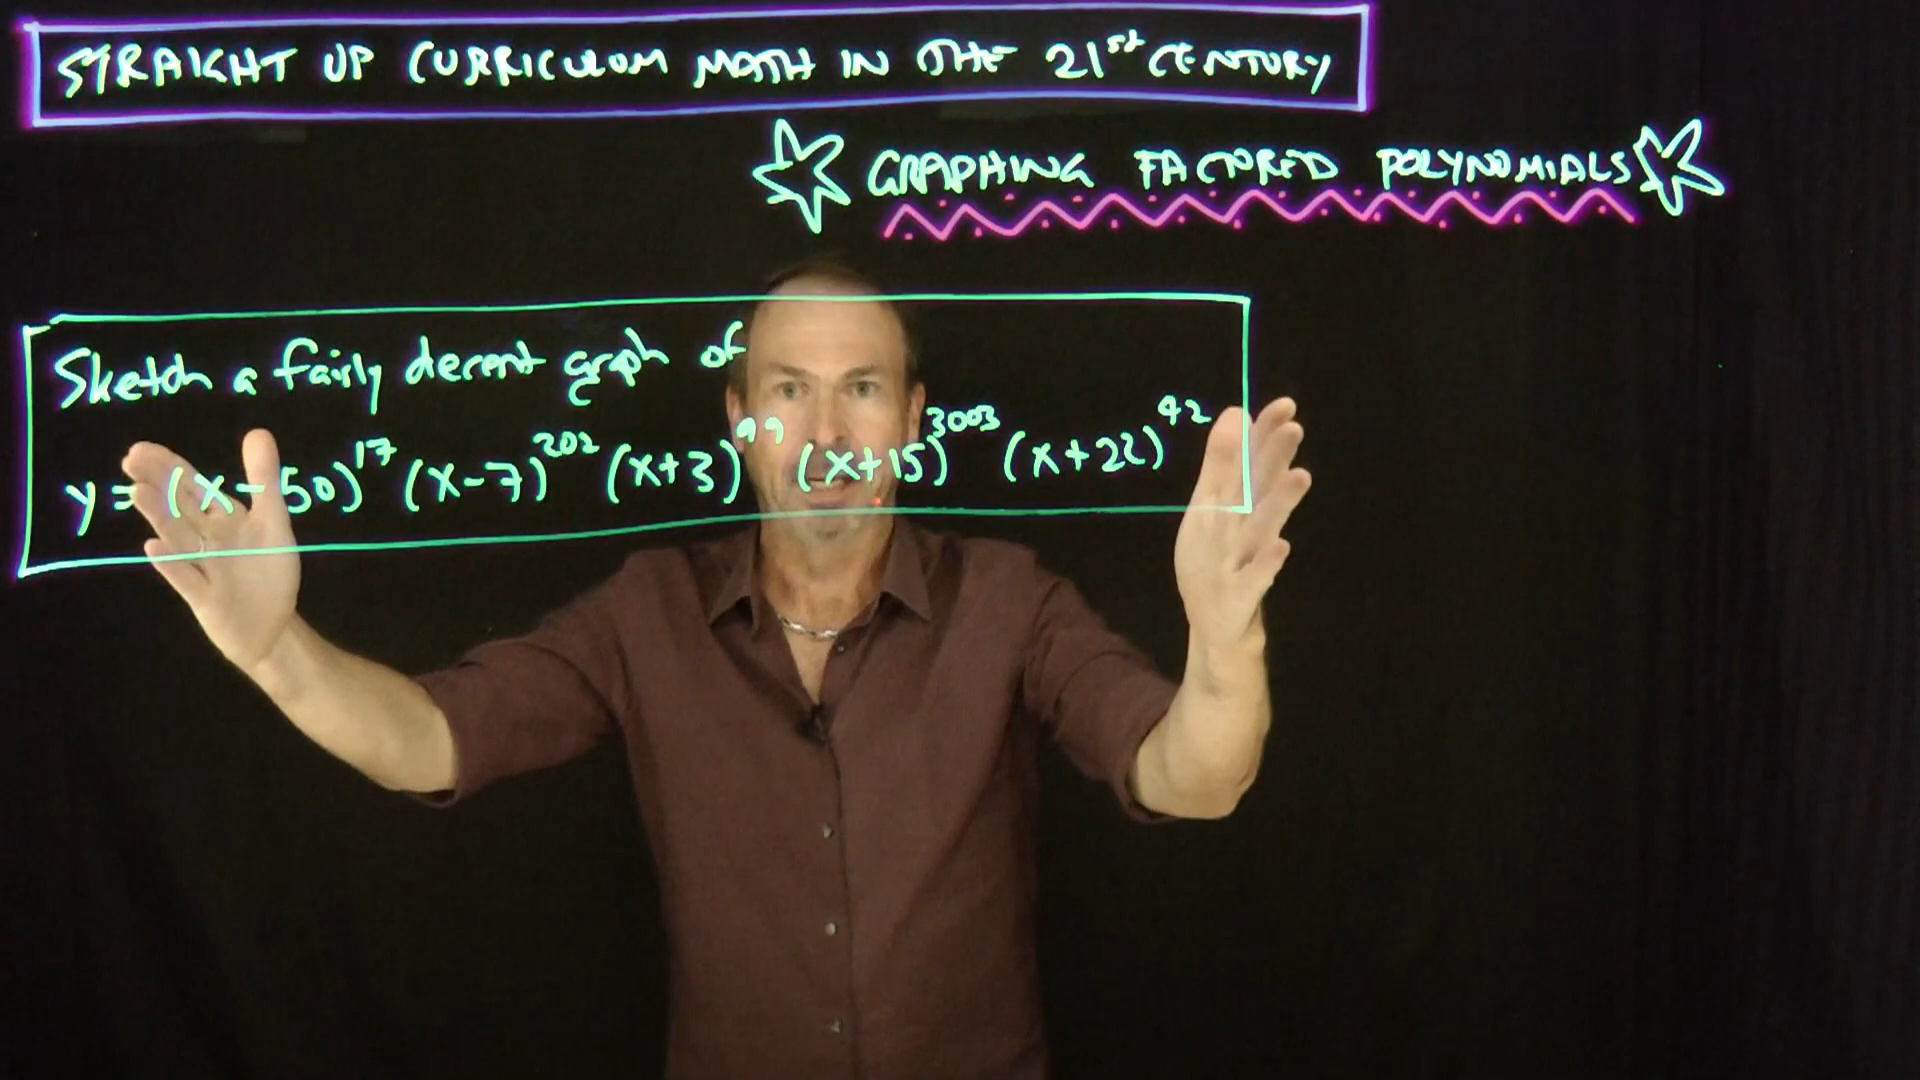 STRAIGHT UP CURRICULUM MATH IN THE 21st CENTURY
GRAPHING FACTORED POLYNOMIALS
Sketch a fairly decent graph of
y = (x-50)^17 (x-7)^202 (x+3)^99 (x+15)^3003 (x+22)^42